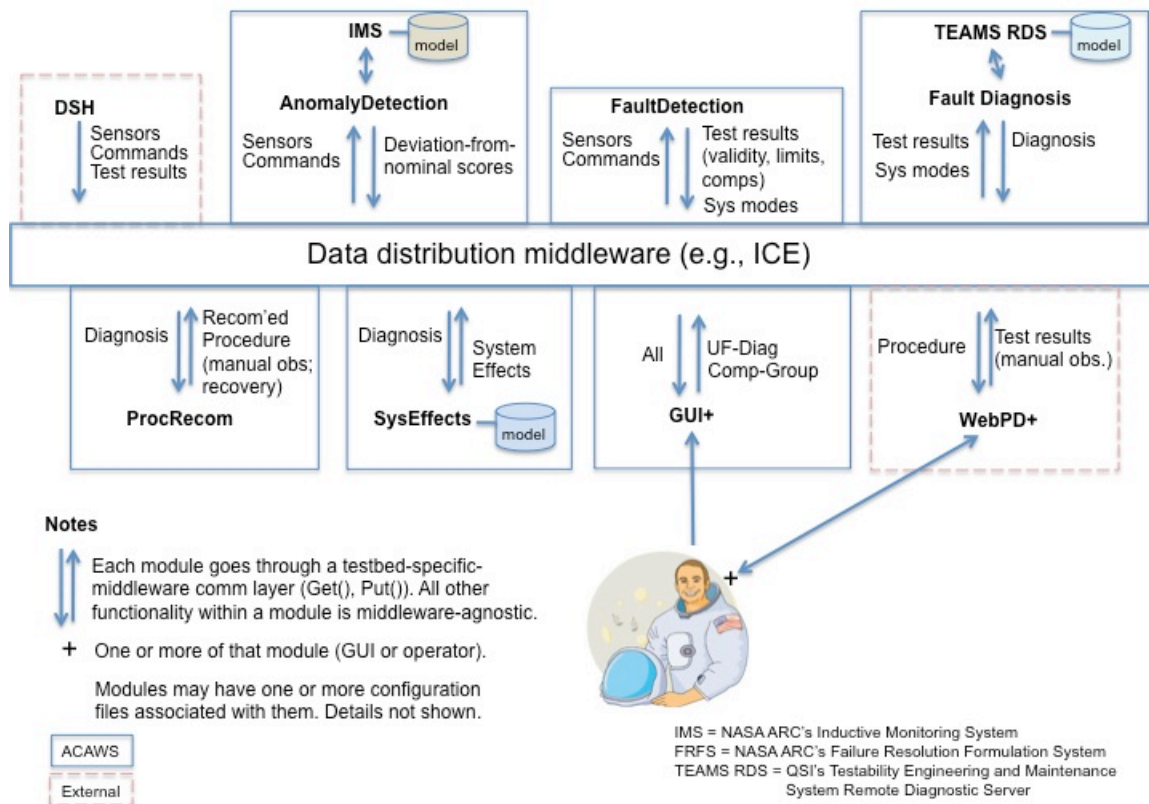 IMS
model
AnomalyDetection
Sensors
Commands
Deviation-from-
nominal scores
DSH
Sensors
Commands
Test results
FaultDetection
Sensors
Commands
Test results
(validity, limits,
comps)
Sys modes
TEAMS RDS
model
Fault Diagnosis
Test results
Sys modes
Diagnosis
Data distribution middleware (e.g., ICE)
Diagnosis
Recom'ed
Procedure
(manual obs;
recovery)
ProcRecom
Diagnosis
System
Effects
SysEffects
model
All
UF-Diag
Comp-Group
GUI+
Procedure
Test results
(manual obs.)
WebPD+
+
Notes
Each module goes through a testbed-specific-
middleware comm layer (Get(), Put()). All other
functionality within a module is middleware-agnostic.
+ One or more of that module (GUI or operator).
Modules may have one or more configuration
files associated with them. Details not shown.
ACAWS
External
IMS = NASA ARC's Inductive Monitoring System
FRFS = NASA ARC's Failure Resolution Formulation System
TEAMS RDS = QSI's Testability Engineering and Maintenance
System Remote Diagnostic Server